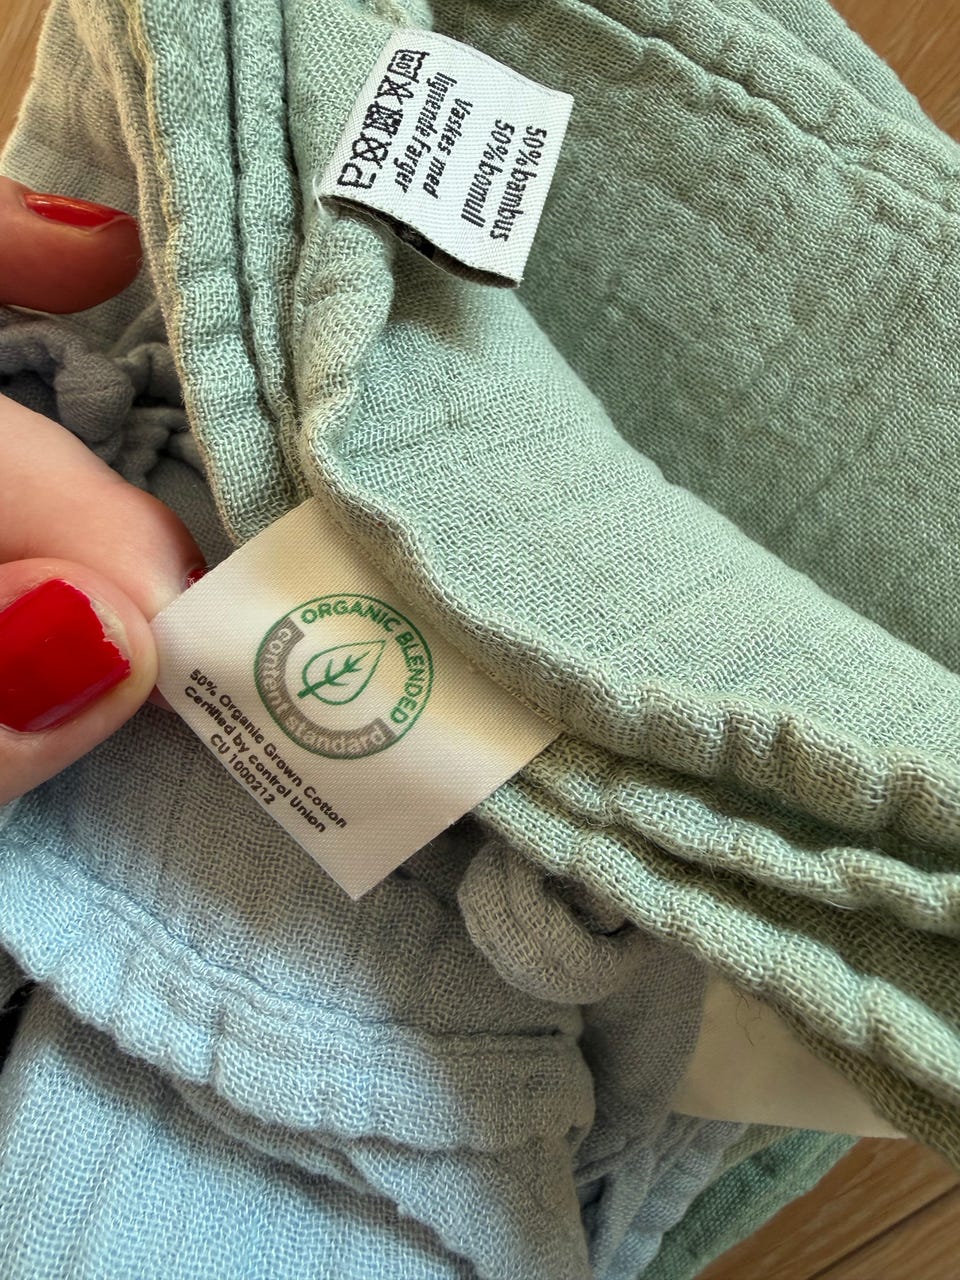 50% bambus
50% bomull
Vaskes med
lignende farger
ORGANIC BLENDED
content standard
50% Organic Grown Cotton
Certified by control Union
CU 1000212